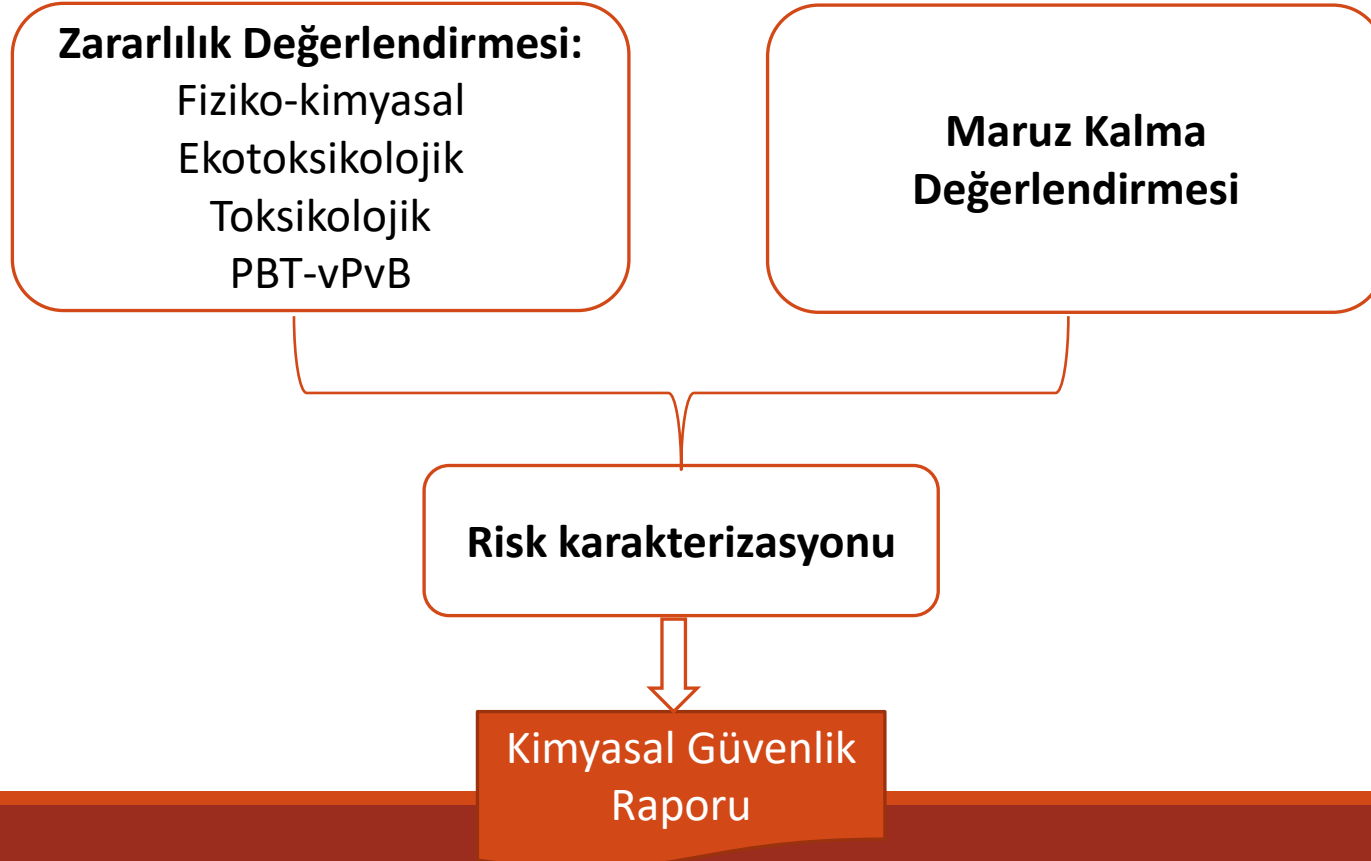 Zararlılık Değerlendirmesi:
Fiziko-kimyasal
Ekotoksikolojik
Toksikolojik
PBT-vPvB
Maruz Kalma
Değerlendirmesi
Risk karakterizasyonu
Kimyasal Güvenlik
Raporu